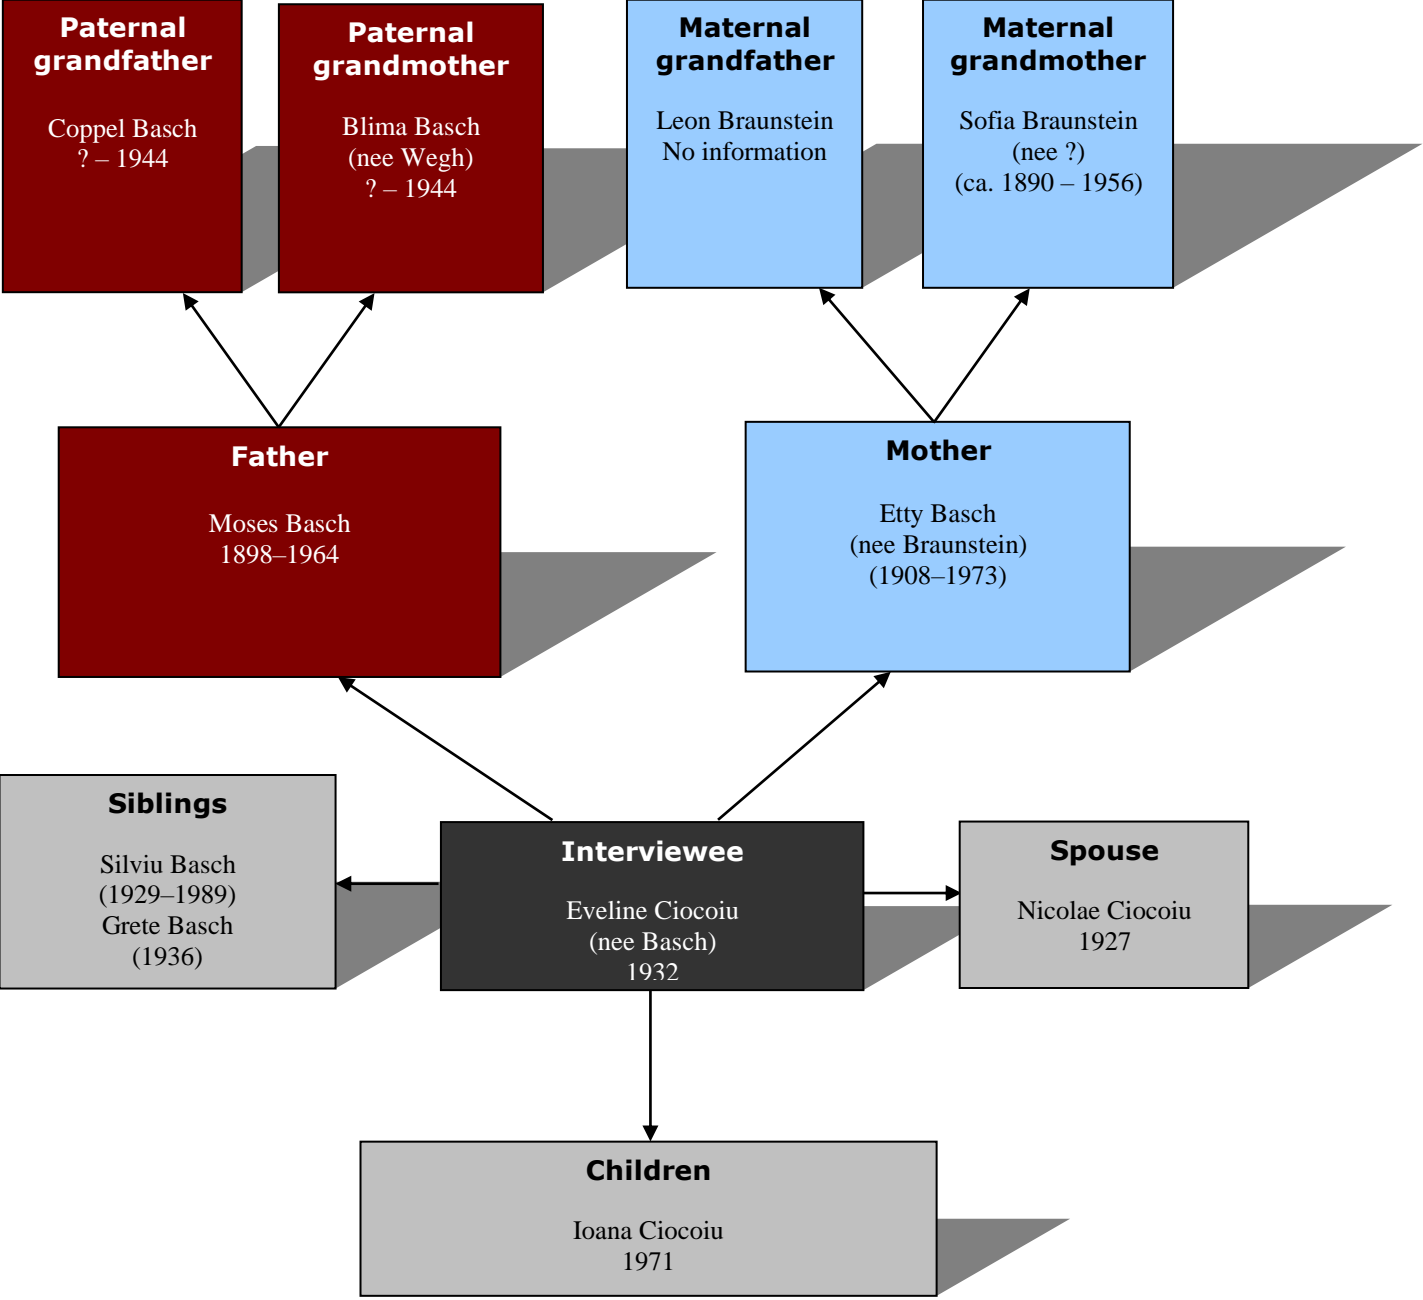 Paternal
grandfather
Coppel Basch
? – 1944
Paternal
grandmother
Blima Basch
(nee Wegh)
? – 1944
Maternal
grandfather
Leon Braunstein
No information
Maternal
grandmother
Sofia Braunstein
(nee ?)
(ca. 1890 – 1956)
Father
Moses Basch
1898–1964
Mother
Etty Basch
(nee Braunstein)
(1908–1973)
Siblings
Silviu Basch
(1929–1989)
Grete Basch
(1936)
Interviewee
Eveline Ciocoiu
(nee Basch)
1932
Spouse
Nicolae Ciocoiu
1927
Children
Ioana Ciocoiu
1971